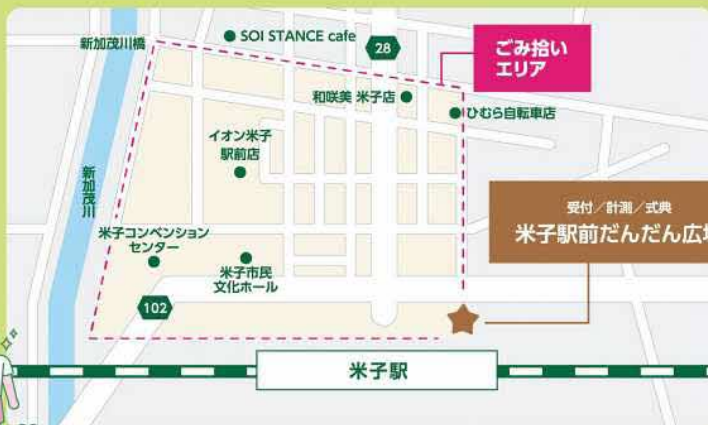 新加茂川橋
SOI STANCE cafe
28
ごみ拾い
エリア
和咲美 米子店
ひむら自転車店
イオン米子
駅前店
新加茂川
受付/計測/式典
米子駅前だんだん広場
米子コンベンション
センター
米子市民
文化ホール
102
米子駅